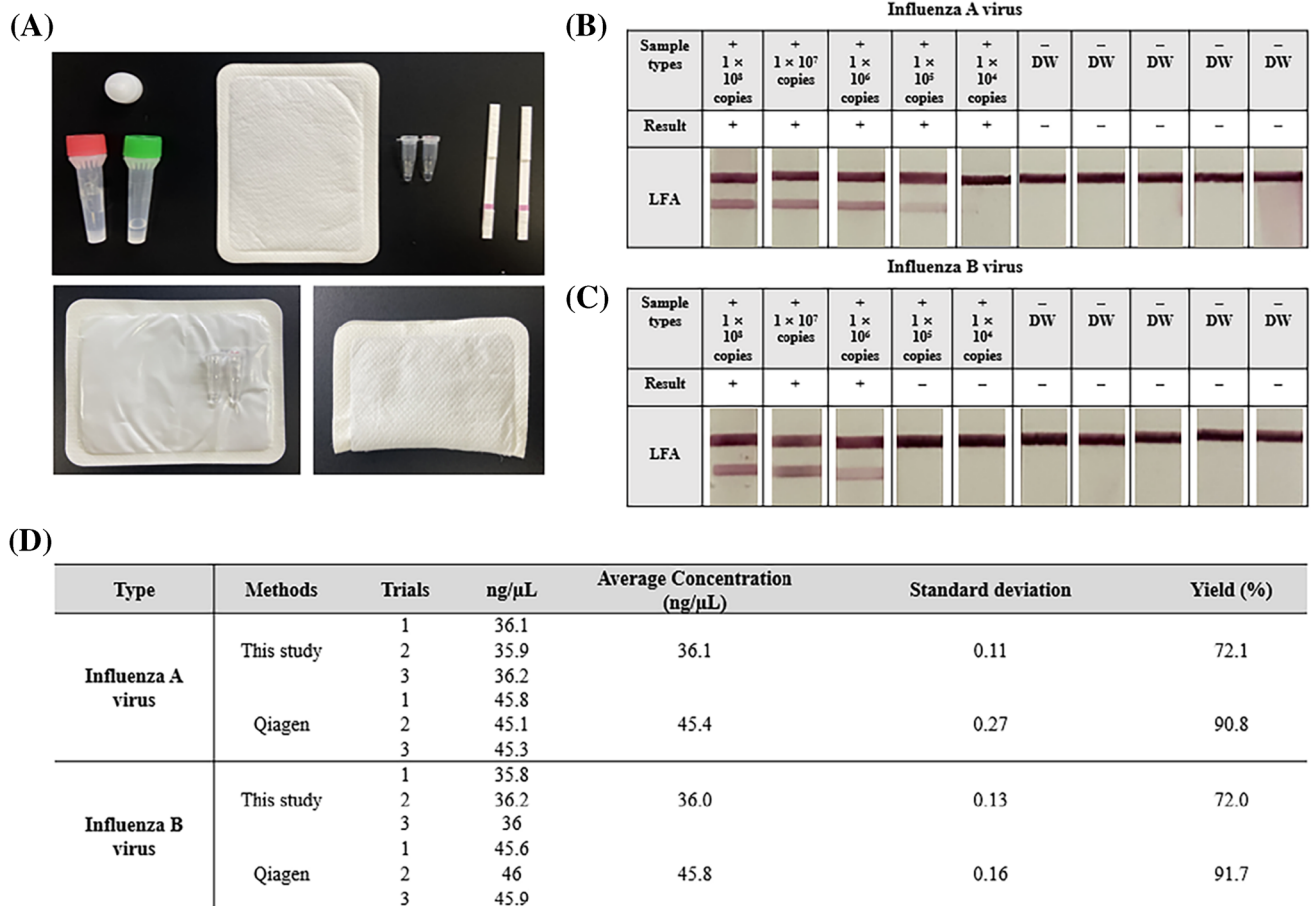 (A)
(B)
Influenza A virus
Sample types + 1 × 10⁸ copies + 1 × 10⁷ copies + 1 × 10⁶ copies + 1 × 10⁵ copies + 1 × 10⁴ copies – DW – DW – DW – DW – DW
Result + + + + + – – – – –
LFA
(C)
Influenza B virus
Sample types + 1 × 10⁸ copies + 1 × 10⁷ copies + 1 × 10⁶ copies + 1 × 10⁵ copies + 1 × 10⁴ copies – DW – DW – DW – DW – DW
Result + + + – – – – – – –
LFA
(D)
Type Methods Trials ng/µL Average Concentration (ng/µL) Standard deviation Yield (%)
Influenza A virus
This study
1 36.1
2 35.9 36.1 0.11 72.1
3 36.2
Qiagen
1 45.8
2 45.1 45.4 0.27 90.8
3 45.3
Influenza B virus
This study
1 35.8
2 36.2 36.0 0.13 72.0
3 36
Qiagen
1 45.6
2 46 45.8 0.16 91.7
3 45.9